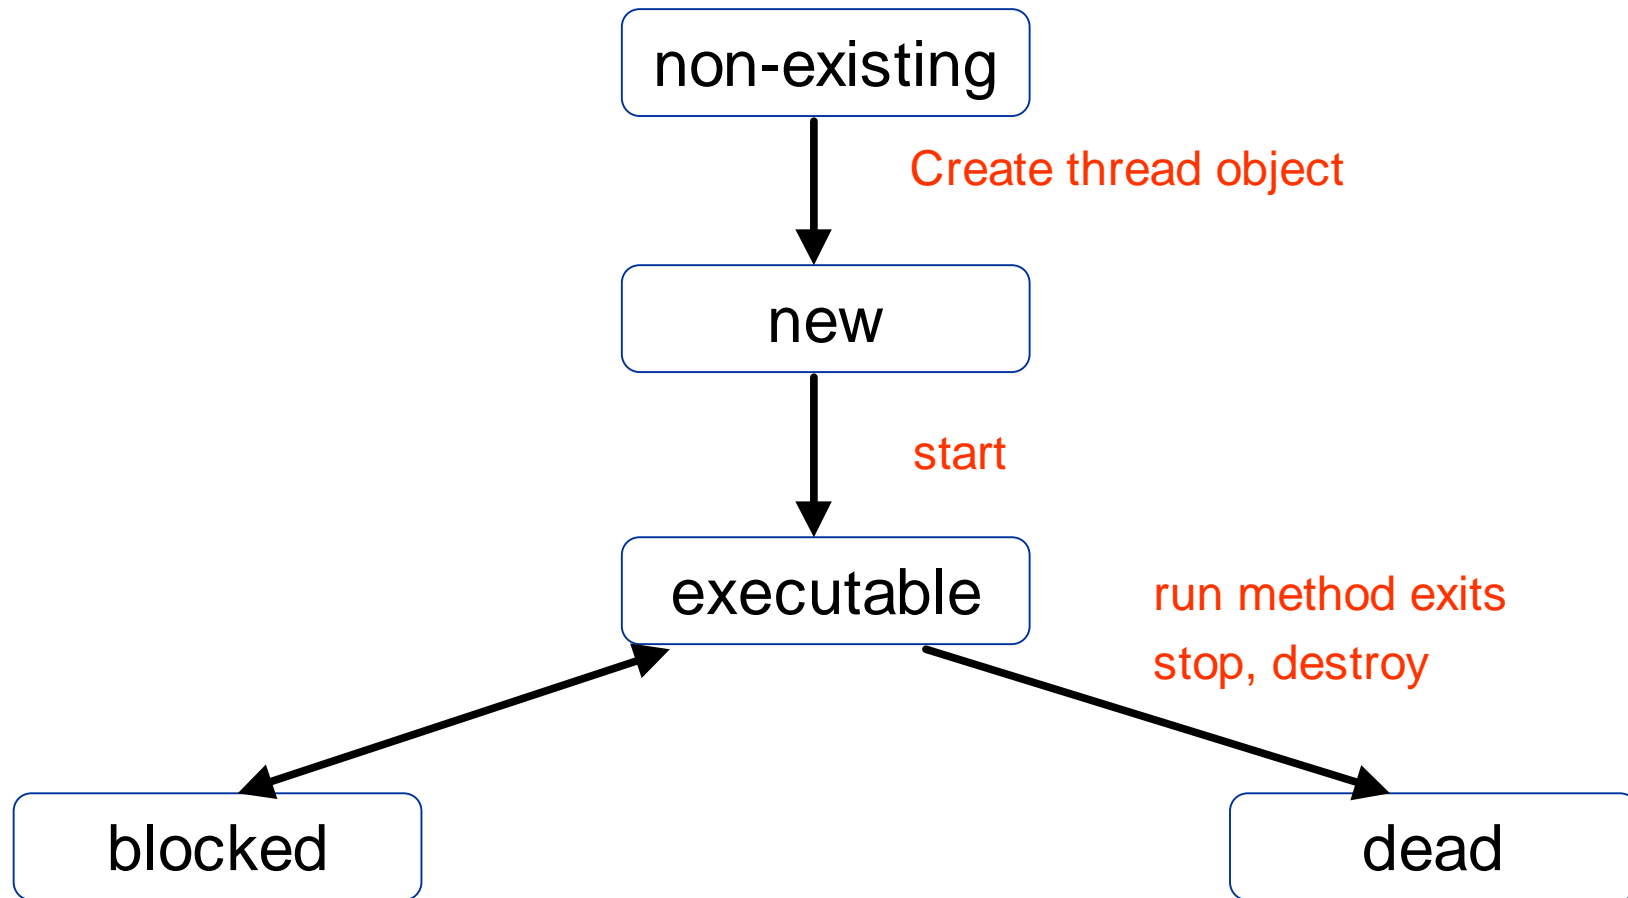 non-existing
Create thread object
new
start
executable
run method exits
stop, destroy
blocked
dead